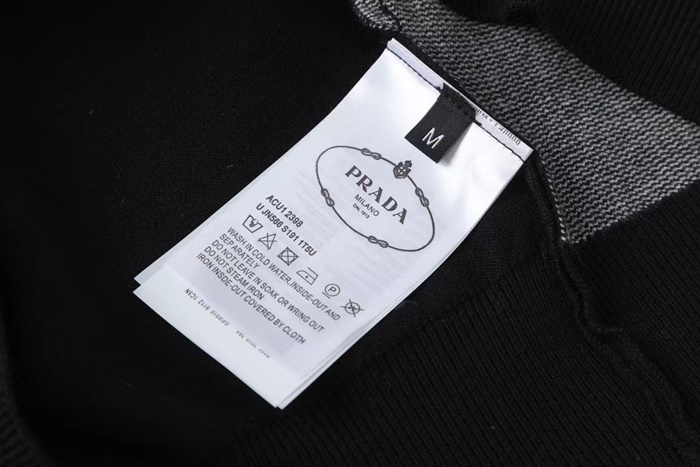 M
PRADA
MILANO
DAL 1913
ACU1 2398
UJN566 S191 1T5U
WASH IN COLD WATER,INSIDE-OUT AND
SEPARATELY
DO NOT LEAVE IN SOAK OR WRING OUT
DO NOT STEAM IRON
IRON INSIDE-OUT COVERED BY CLOTH